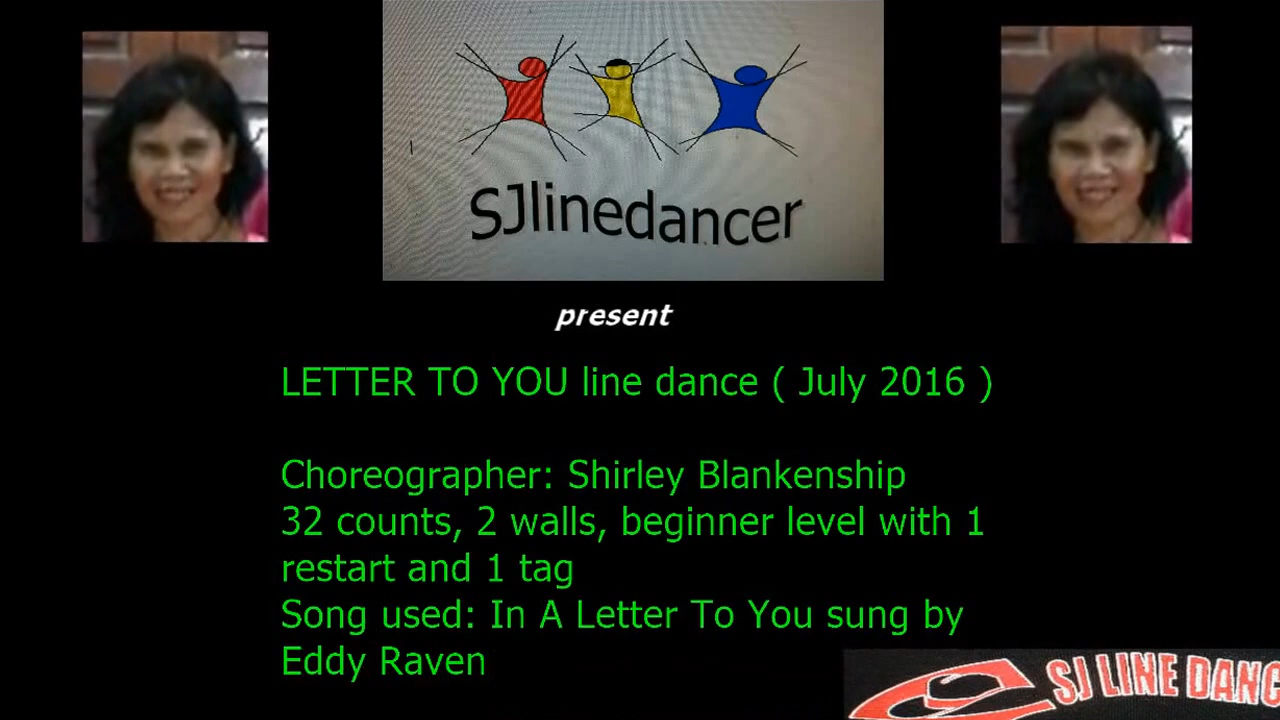 SJlinedancer
present
LETTER TO YOU line dance ( July 2016 )
Choreographer: Shirley Blankenship
32 counts, 2 walls, beginner level with 1
restart and 1 tag
Song used: In A Letter To You sung by
Eddy Raven
SJ LINE DANC